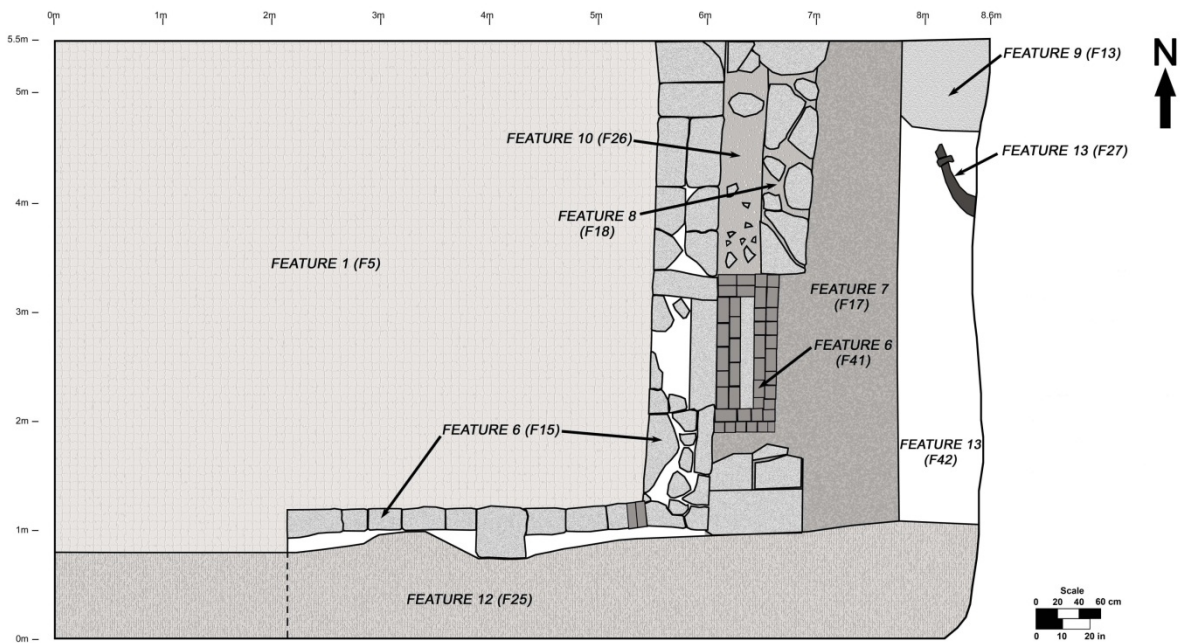 0m 1m 2m 3m 4m 5m 6m 7m 8m 8.6m
5.5m
5m
4m
3m
2m
1m
0m
N
FEATURE 9 (F13)
FEATURE 10 (F26)
FEATURE 13 (F27)
FEATURE 8
(F18)
FEATURE 1 (F5)
FEATURE 7
(F17)
FEATURE 6
(F41)
FEATURE 6 (F15)
FEATURE 13
(F42)
FEATURE 12 (F25)
Scale
0 20 40 60 cm
0 10 20 in